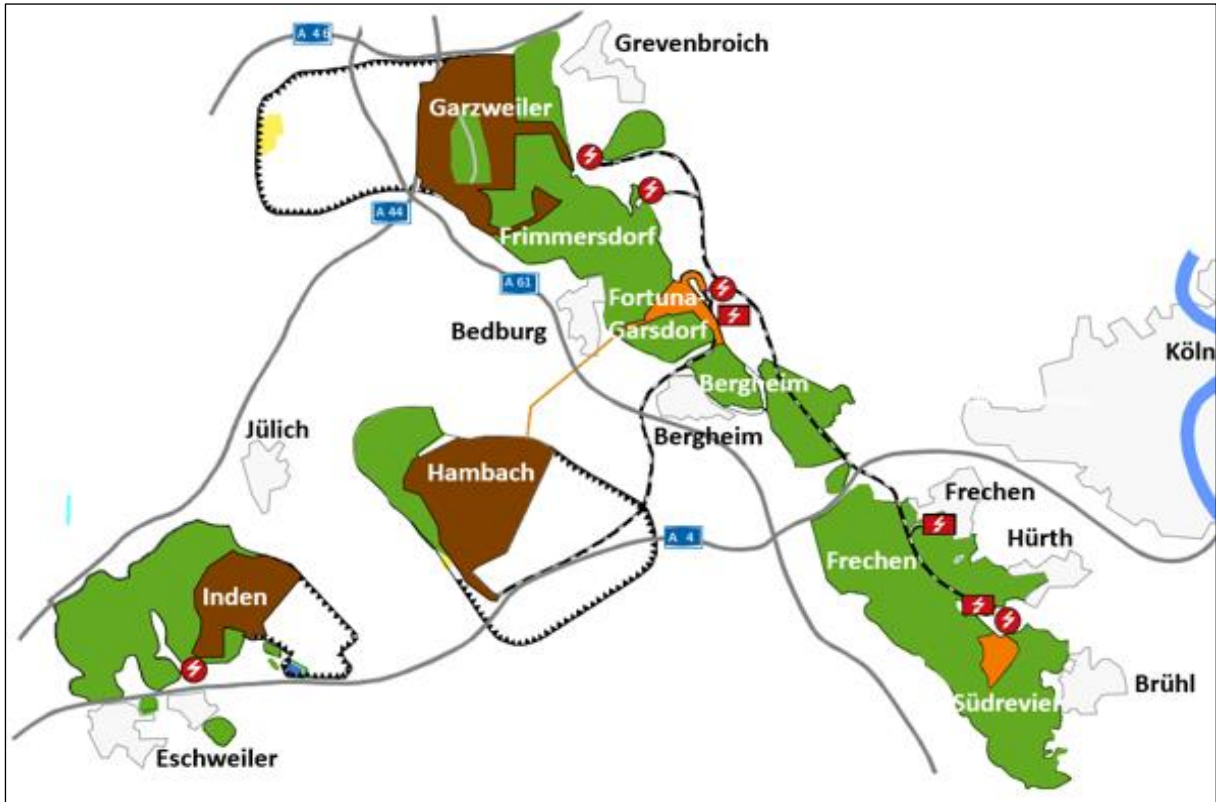 A 46
Grevenbroich
Garzweiler
A 44
Frimmersdorf
A 61
Fortuna-
Garsdorf
Bedburg
Köln
Bergheim
Bergheim
Jülich
Hambach
Frechen
A 4
Hürth
Frechen
Inden
Brühl
Südrevier
Eschweiler